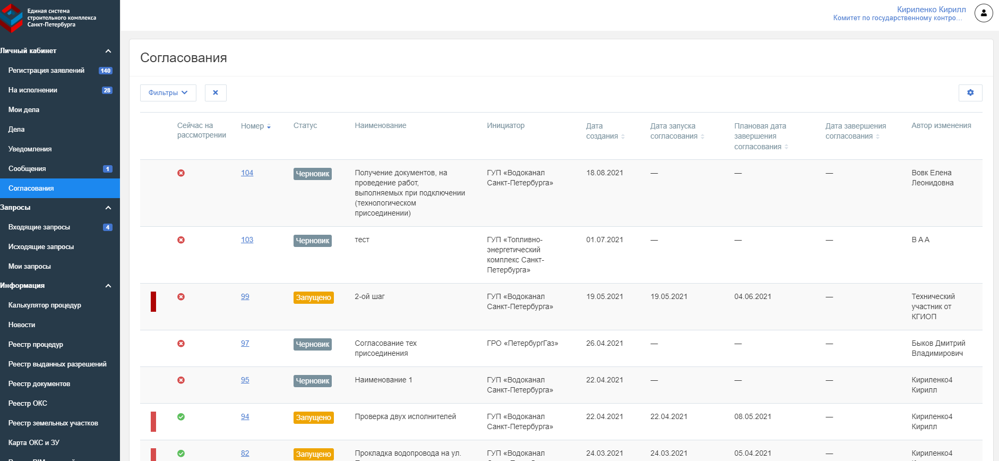 Единая система
строительного комплекса
Санкт-Петербурга
Кириленко Кирилл
Комитет по государственному контро...
Личный кабинет
Регистрация заявлений 140
На исполнении 28
Мои дела
Дела
Уведомления
Сообщения 1
Согласования
Запросы
Входящие запросы 4
Исходящие запросы
Мои запросы
Информация
Калькулятор процедур
Новости
Реестр процедур
Реестр выданных разрешений
Реестр документов
Реестр ОКС
Реестр земельных участков
Карта ОКС и ЗУ
Согласования
Фильтры
Сейчас на
рассмотрении
Номер
Статус
Наименование
Инициатор
Дата
создания
Дата запуска
согласования
Плановая дата
завершения
согласования
Дата завершения
согласования
Автор изменения
104
Черновик
Получение документов, на
проведение работ,
выполняемых при подключении
(технологическом
присоединении)
ГУП «Водоканал
Санкт-Петербурга»
18.08.2021
—
—
—
Вовк Елена
Леонидовна
103
Черновик
тест
ГУП «Топливно-
энергетический
комплекс Санкт-
Петербурга»
01.07.2021
—
—
—
В А А
99
Запущено
2-ой шаг
ГУП «Водоканал
Санкт-Петербурга»
19.05.2021
19.05.2021
04.06.2021
—
Технический
участник от
КГИОП
97
Черновик
Согласование тех
присоединения
ГРО «ПетербургГаз»
26.04.2021
—
—
—
Быков Дмитрий
Владимирович
95
Черновик
Наименование 1
ГУП «Водоканал
Санкт-Петербурга»
22.04.2021
—
—
—
Кириленко4
Кирилл
94
Запущено
Проверка двух исполнителей
ГУП «Водоканал
Санкт-Петербурга»
22.04.2021
22.04.2021
08.05.2021
—
Кириленко4
Кирилл
82
Запущено
Прокладка водопровода на ул.
ГУП «Водоканал
24.03.2021
24.03.2021
05.04.2021
—
Кириленко4